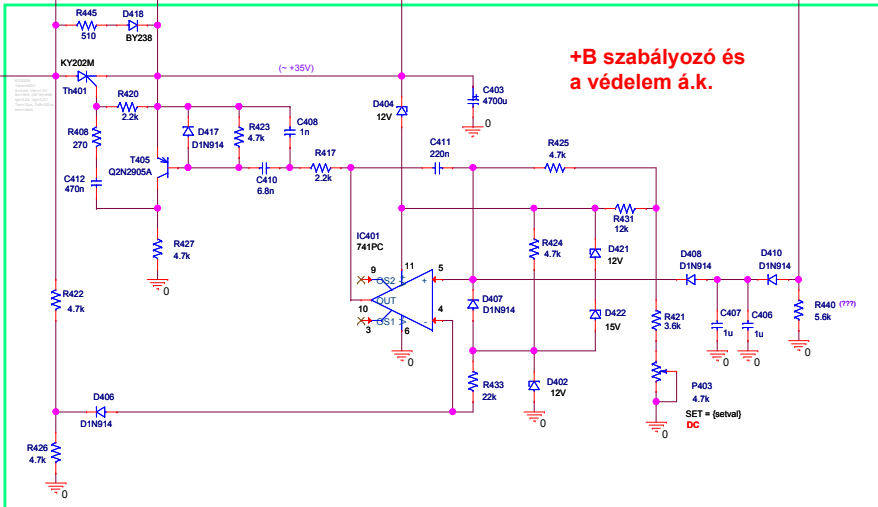 R445
510
D418
BY238
KY202M
Th401
(~ +35V)
+B szabályozó és
a védelem á.k.
R420
2.2k
R408
270
C412
470n
T405
Q2N2905A
D417
D1N914
R423
4.7k
C408
1n
C410
6.8n
R417
2.2k
D404
12V
C403
4700u
0
C411
220n
R425
4.7k
R431
12k
R427
4.7k
0
IC401
741PC
9
OS2
11
+
5
OUT
10
OS1
3
6
-
4
0
R424
4.7k
D421
12V
D422
15V
D407
D1N914
D408
D1N914
D410
D1N914
C407
1u
0
C406
1u
0
R440 (???)
5.6k
0
R421
3.6k
R422
4.7k
R433
22k
D402
12V
0
P403
4.7k
SET = {setval}
DC
0
D406
D1N914
R426
4.7k
0